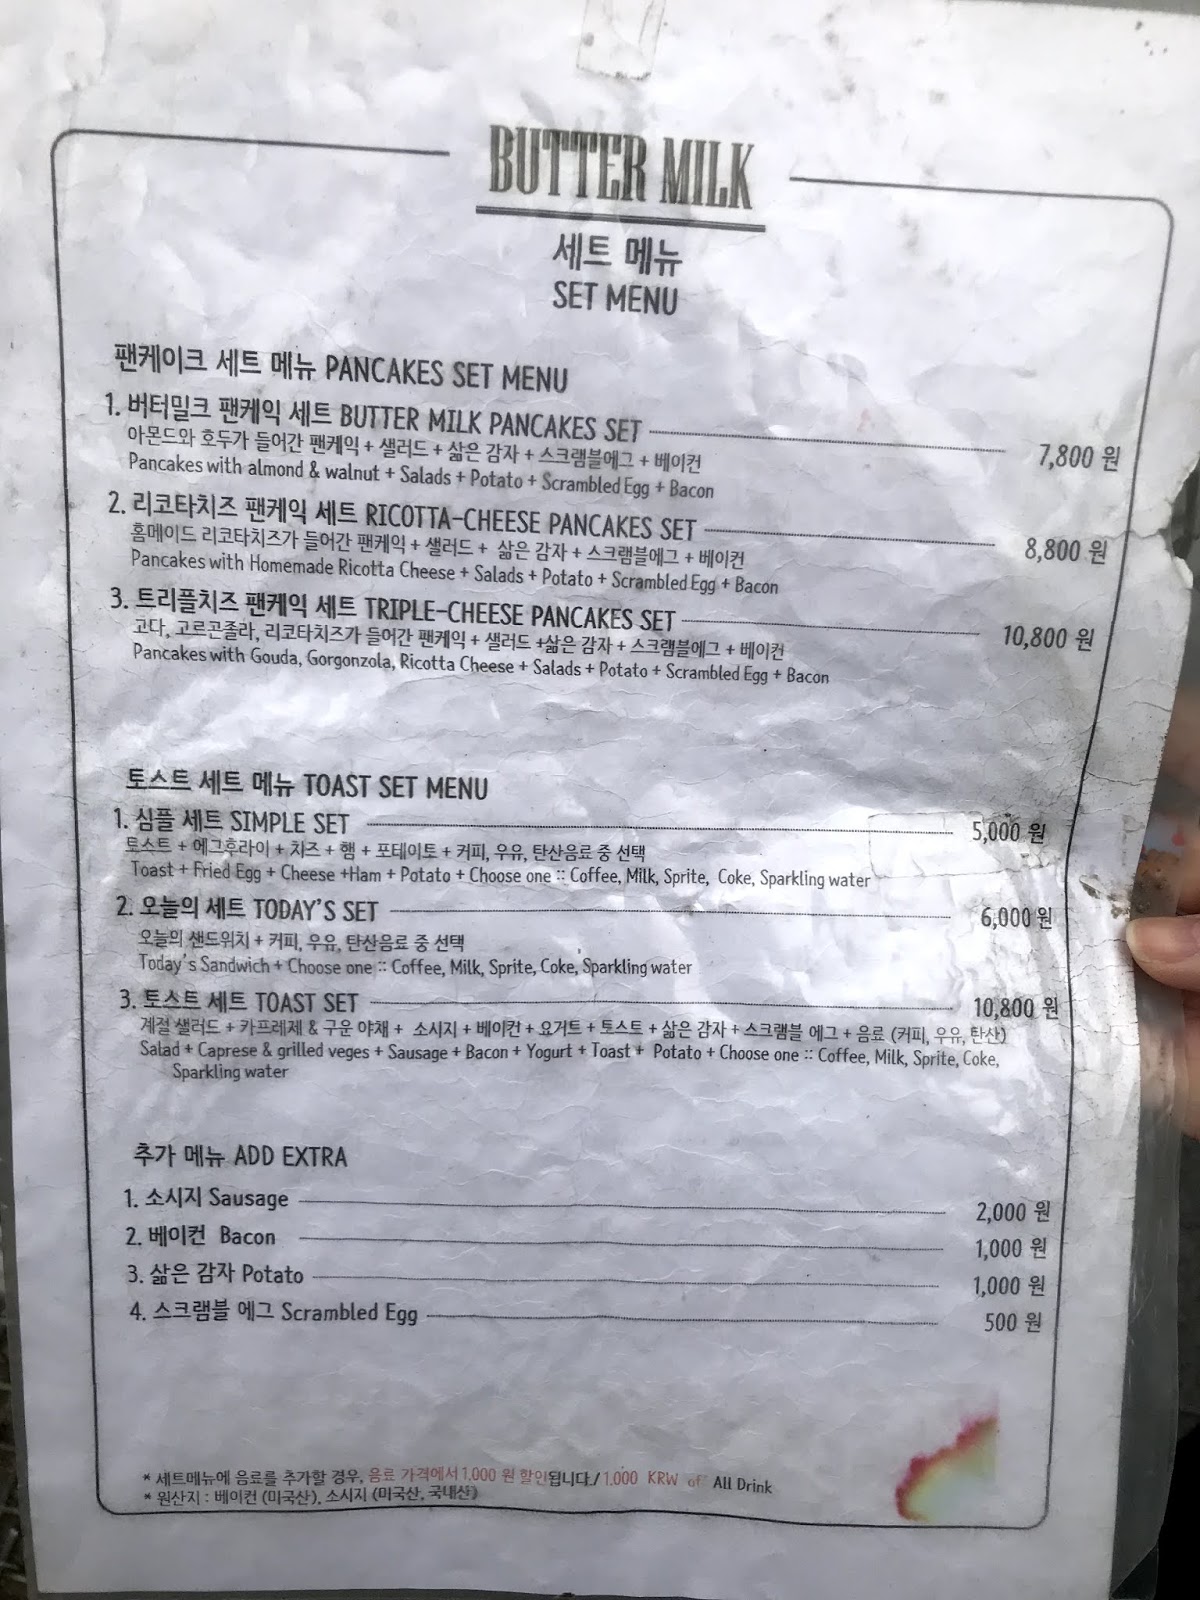 BUTTER MILK
세트 메뉴
SET MENU
팬케이크 세트 메뉴 PANCAKES SET MENU
1. 버터밀크 팬케익 세트 BUTTER MILK PANCAKES SET 7,800 원
아몬드와 호두가 들어간 팬케익 + 샐러드 + 삶은 감자 + 스크램블에그 + 베이컨
Pancakes with almond & walnut + Salads + Potato + Scrambled Egg + Bacon
2. 리코타치즈 팬케익 세트 RICOTTA-CHEESE PANCAKES SET 8,800 원
홈메이드 리코타치즈가 들어간 팬케익 + 샐러드 + 삶은 감자 + 스크램블에그 + 베이컨
Pancakes with Homemade Ricotta Cheese + Salads + Potato + Scrambled Egg + Bacon
3. 트리플치즈 팬케익 세트 TRIPLE-CHEESE PANCAKES SET 10,800 원
고다, 고르곤졸라, 리코타치즈가 들어간 팬케익 + 샐러드 +삶은 감자 + 스크램블에그 + 베이컨
Pancakes with Gouda, Gorgonzola, Ricotta Cheese + Salads + Potato + Scrambled Egg + Bacon
토스트 세트 메뉴 TOAST SET MENU
1. 심플 세트 SIMPLE SET 5,000 원
토스트 + 에그후라이 + 치즈 + 햄 + 포테이토 + 커피, 우유, 탄산음료 중 선택
Toast + Fried Egg + Cheese +Ham + Potato + Choose one :: Coffee, Milk, Sprite, Coke, Sparkling water
2. 오늘의 세트 TODAY'S SET 6,000 원
오늘의 샌드위치 + 커피, 우유, 탄산음료 중 선택
Today's Sandwich + Choose one :: Coffee, Milk, Sprite, Coke, Sparkling water
3. 토스트 세트 TOAST SET 10,800 원
계절 샐러드 + 카프레제 & 구운 야채 + 소시지 + 베이컨 + 요거트 + 토스트 + 삶은 감자 + 스크램블 에그 + 음료 (커피, 우유, 탄산)
Salad + Caprese & grilled veges + Sausage + Bacon + Yogurt + Toast + Potato + Choose one :: Coffee, Milk, Sprite, Coke,
Sparkling water
추가 메뉴 ADD EXTRA
1. 소시지 Sausage 2,000 원
2. 베이컨 Bacon 1,000 원
3. 삶은 감자 Potato 1,000 원
4. 스크램블 에그 Scrambled Egg 500 원
* 세트메뉴에 음료를 추가할 경우, 음료 가격에서 1,000 원 할인됩니다./ 1,000 KRW off All Drink
* 원산지 : 베이컨 (미국산), 소시지 (미국산, 국내산)